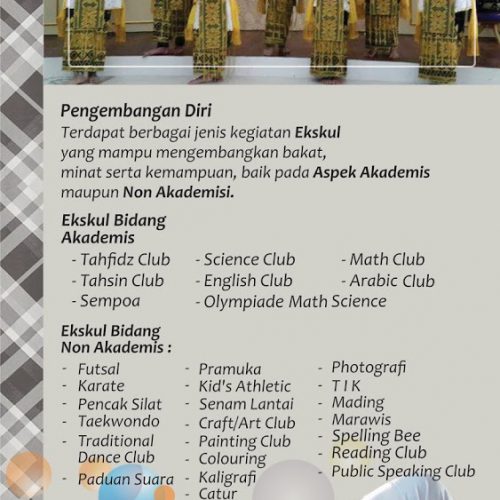 Pengembangan Diri
Terdapat berbagai jenis kegiatan Ekskul
yang mampu mengembangkan bakat,
minat serta kemampuan, baik pada Aspek Akademis
maupun Non Akademisi.
Ekskul Bidang
Akademis
- Tahfidz Club
- Tahsin Club
- Sempoa
- Science Club
- English Club
- Olympiade Math Science
- Math Club
- Arabic Club
Ekskul Bidang
Non Akademis :
- Futsal
- Karate
- Pencak Silat
- Taekwondo
- Traditional
Dance Club
- Paduan Suara
- Pramuka
- Kid's Athletic
- Senam Lantai
- Craft/Art Club
- Painting Club
- Colouring
- Kaligrafi
- Catur
- Photografi
- T I K
- Mading
- Marawis
- Spelling Bee
- Reading Club
- Public Speaking Club